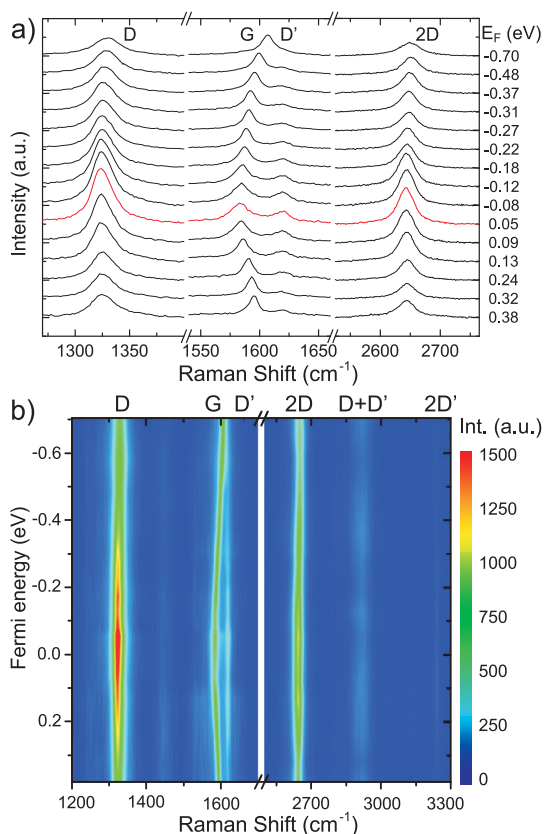 a)
D G D' 2D E_F (eV)
-0.70
-0.48
-0.37
-0.31
-0.27
-0.22
-0.18
-0.12
-0.08
0.05
0.09
0.13
0.24
0.32
0.38
Intensity (a.u.)
1300 1350 1550 1600 1650 2650 2700
Raman Shift (cm⁻¹)
b)
D G D' 2D D+D' 2D' Int. (a.u.)
-0.6
-0.4
-0.2
0.0
0.2
Fermi energy (eV)
1500
1250
1000
750
500
250
0
1200 1400 1600 2700 3000 3300
Raman Shift (cm⁻¹)